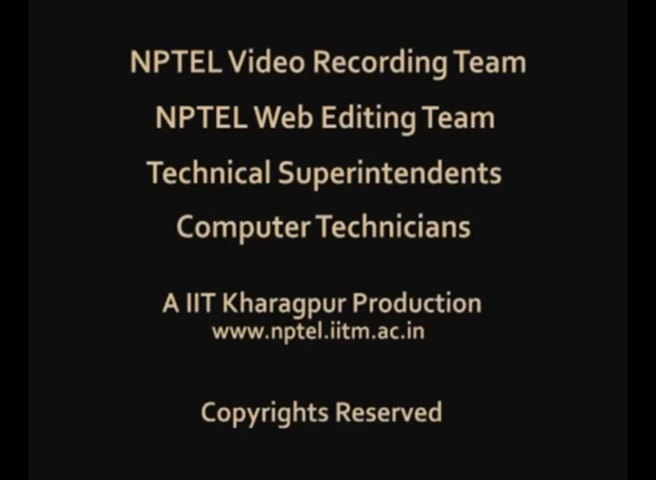 NPTEL Video Recording Team
NPTEL Web Editing Team
Technical Superintendents
Computer Technicians
A IIT Kharagpur Production
www.nptel.iitm.ac.in
Copyrights Reserved